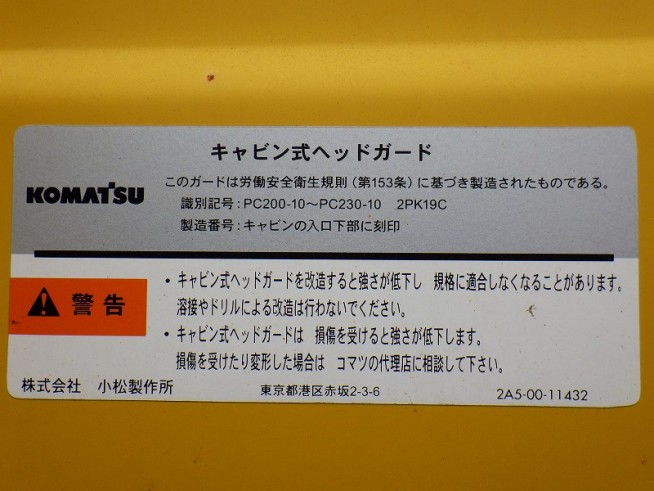 キャビン式ヘッドガード
KOMATSU
このガードは労働安全衛生規則（第153条）に基づき製造されたものである。
識別記号：PC200-10～PC230-10 2PK19C
製造番号：キャビンの入口下部に刻印
警告
・キャビン式ヘッドガードを改造すると強さが低下し 規格に適合しなくなることがあります。
溶接やドリルによる改造は行わないでください。
・キャビン式ヘッドガードは 損傷を受けると強さが低下します。
損傷を受けたり変形した場合は コマツの代理店に相談して下さい。
株式会社 小松製作所 東京都港区赤坂2-3-6 2A5-00-11432